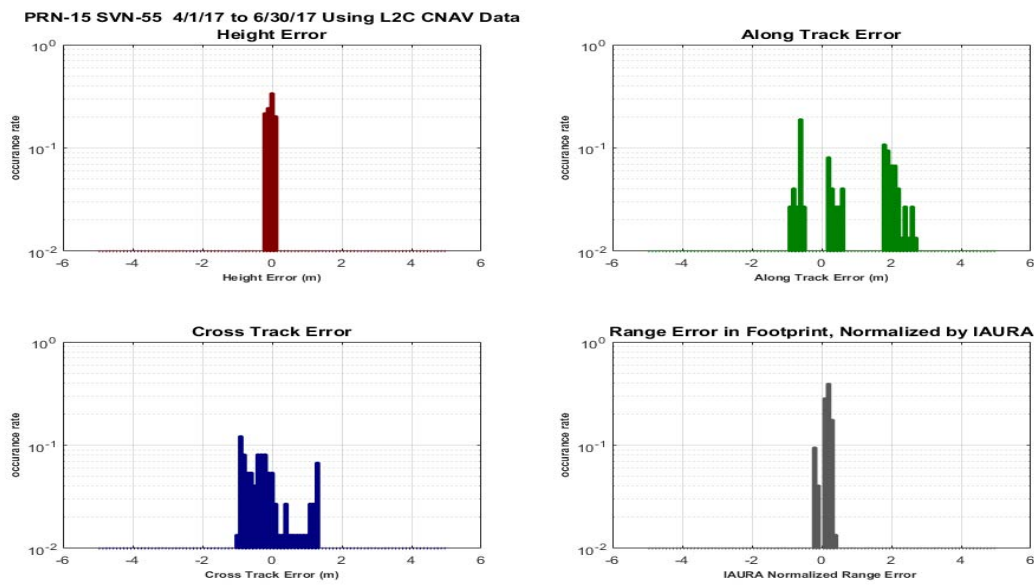 PRN-15 SVN-55 4/1/17 to 6/30/17 Using L2C CNAV Data
Height Error
10^0
10^-1
10^-2
occurance rate
-6 -4 -2 0 2 4 6
Height Error (m)
Along Track Error
10^0
10^-1
10^-2
occurance rate
-6 -4 -2 0 2 4 6
Along Track Error (m)
Cross Track Error
10^0
10^-1
10^-2
occurance rate
-6 -4 -2 0 2 4 6
Cross Track Error (m)
Range Error in Footprint, Normalized by IAURA
10^0
10^-1
10^-2
occurance rate
-6 -4 -2 0 2 4 6
IAURA Normalized Range Error